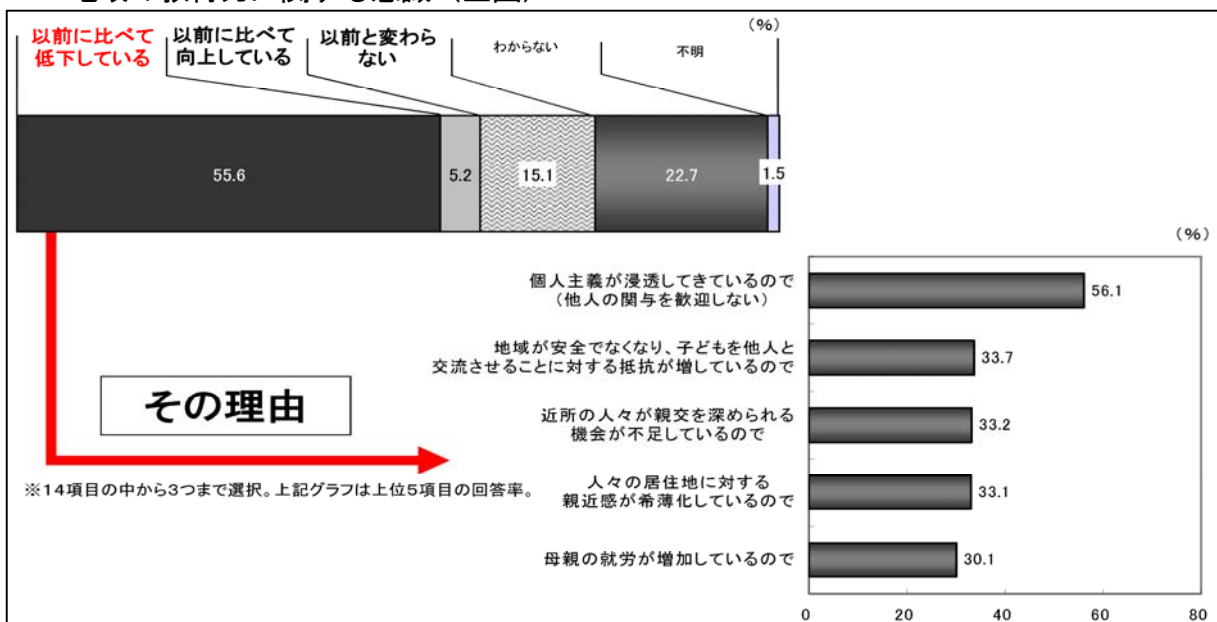 (%)
以前に比べて
低下している
以前に比べて
向上している
以前と変わら
ない
わからない
不明
55.6
5.2
15.1
22.7
1.5
(%)
個人主義が浸透してきているので
(他人の関与を歓迎しない)
56.1
地域が安全でなくなり、子どもを他人と
交流させることに対する抵抗が増しているので
33.7
近所の人々が親交を深められる
機会が不足しているので
33.2
人々の居住地に対する
親近感が希薄化しているので
33.1
母親の就労が増加しているので
30.1
0 20 40 60 80
その理由
※14項目の中から3つまで選択。上記グラフは上位5項目の回答率。